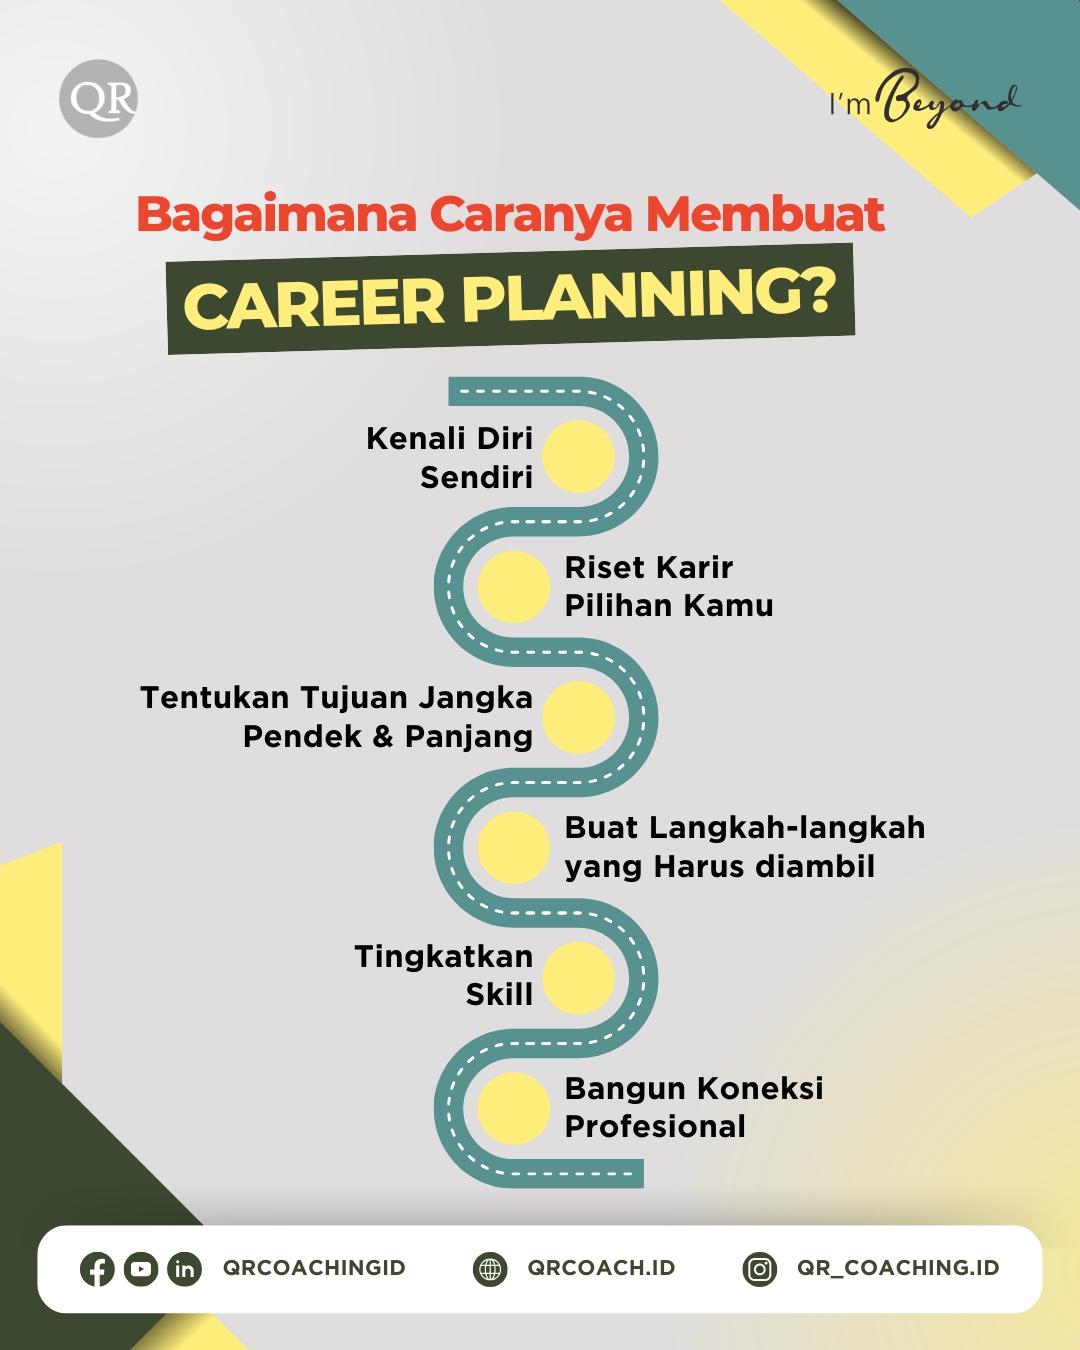 QR
I'm Beyond
Bagaimana Caranya Membuat
CAREER PLANNING?
Kenali Diri
Sendiri
Riset Karir
Pilihan Kamu
Tentukan Tujuan Jangka
Pendek & Panjang
Buat Langkah-langkah
yang Harus diambil
Tingkatkan
Skill
Bangun Koneksi
Profesional
QRCOACHINGID
QRCOACH.ID
QR_COACHING.ID